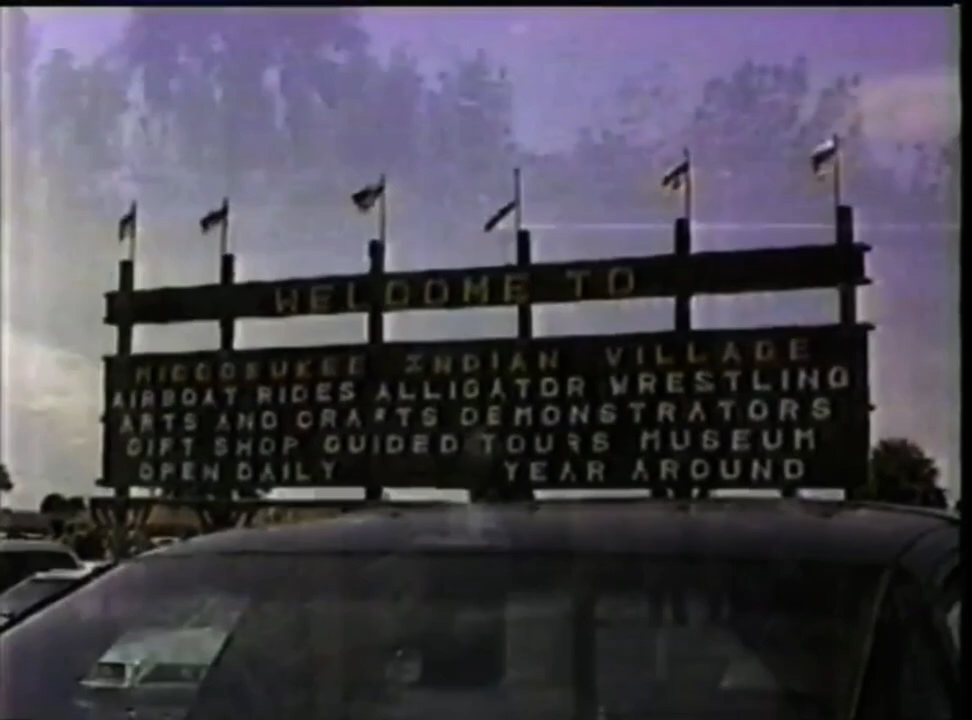 WELCOME TO
MICCOSUKEE INDIAN VILLAGE
AIRBOAT RIDES ALLIGATOR WRESTLING
ARTS AND CRAFTS DEMONSTRATORS
GIFT SHOP GUIDED TOURS MUSEUM
OPEN DAILY YEAR AROUND